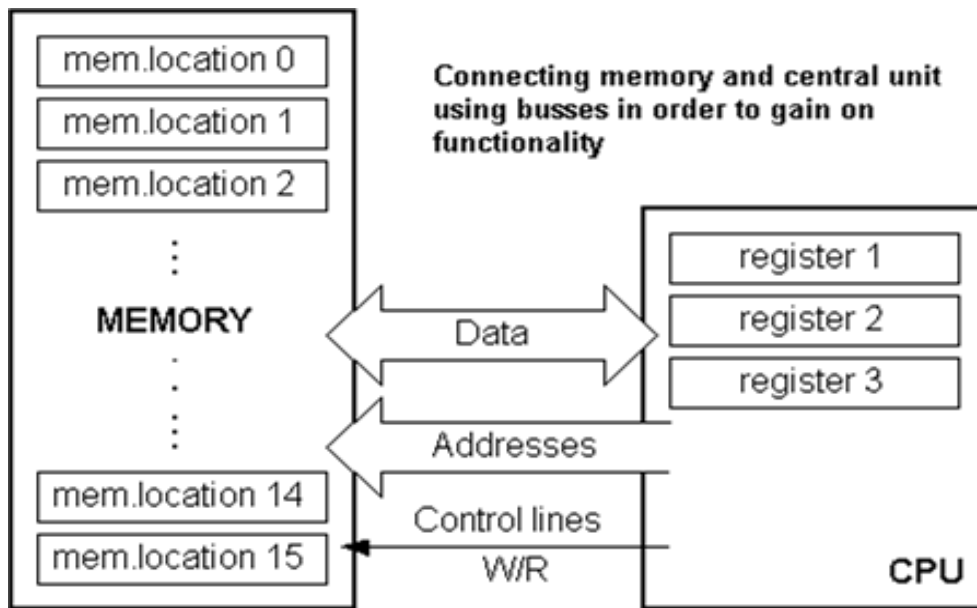 mem.location 0
mem.location 1
mem.location 2
MEMORY
mem.location 14
mem.location 15
Connecting memory and central unit
using busses in order to gain on
functionality
Data
Addresses
Control lines
W/R
register 1
register 2
register 3
CPU